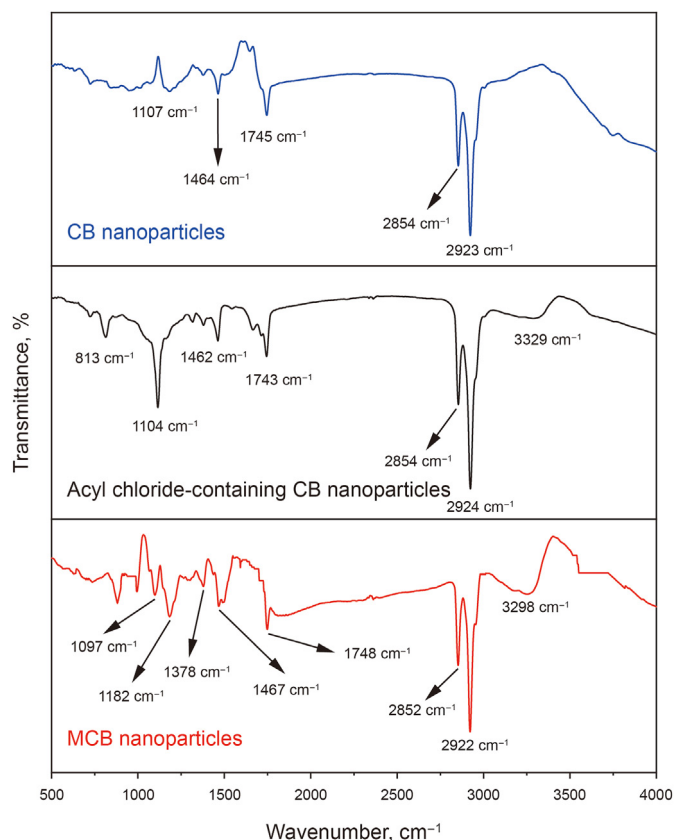 1107 cm⁻¹
1745 cm⁻¹
1464 cm⁻¹
2854 cm⁻¹
CB nanoparticles
2923 cm⁻¹
Transmittance, %
813 cm⁻¹
1462 cm⁻¹
3329 cm⁻¹
1743 cm⁻¹
1104 cm⁻¹
2854 cm⁻¹
Acyl chloride-containing CB nanoparticles
2924 cm⁻¹
3298 cm⁻¹
1097 cm⁻¹
1748 cm⁻¹
1378 cm⁻¹
1467 cm⁻¹
1182 cm⁻¹
2852 cm⁻¹
MCB nanoparticles
2922 cm⁻¹
500 1000 1500 2000 2500 3000 3500 4000
Wavenumber, cm⁻¹